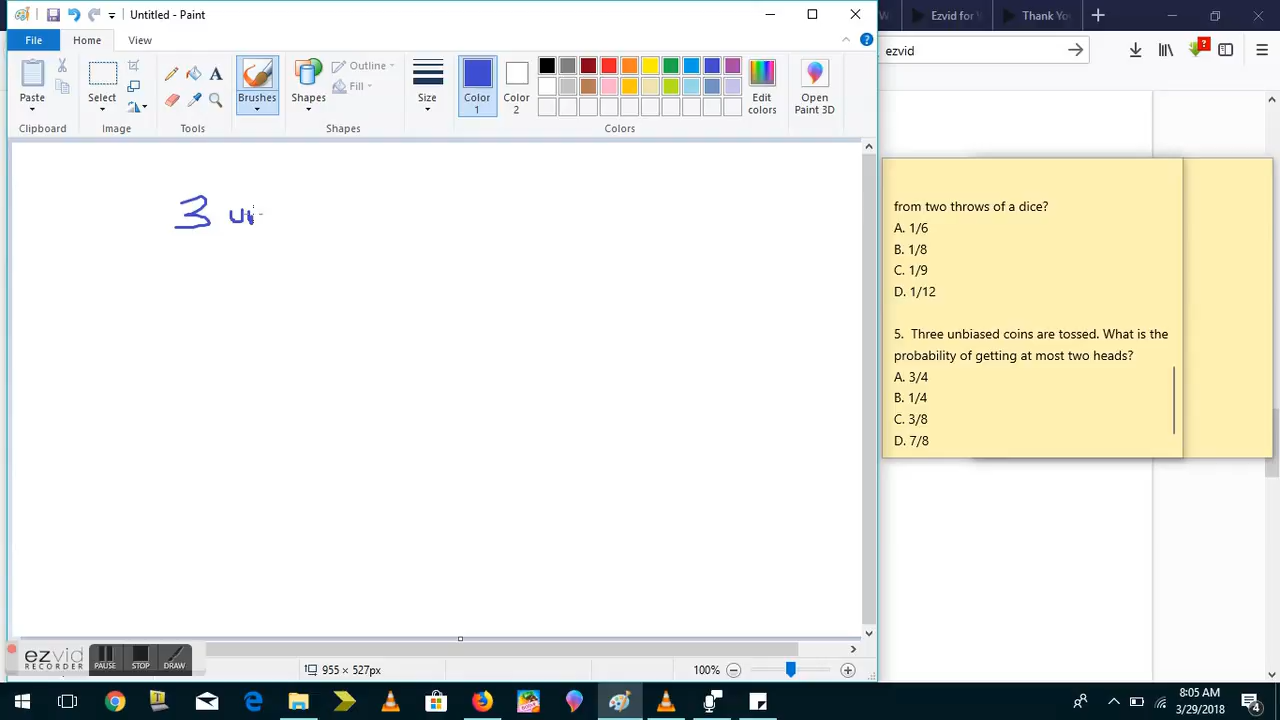 Untitled - Paint
Ezvid for
Thank You
File
Home
View
ezvid
Paste
Select
Brushes
Shapes
Outline
Fill
Size
Color 1
Color 2
Edit colors
Open Paint 3D
Clipboard
Image
Tools
Shapes
Colors
3 un
from two throws of a dice?
A. 1/6
B. 1/8
C. 1/9
D. 1/12
5. Three unbiased coins are tossed. What is the
probability of getting at most two heads?
A. 3/4
B. 1/4
C. 3/8
D. 7/8
ezvid
RECORDER
PAUSE
STOP
DRAW
955 × 527px
100%
8:05 AM
3/29/2018
4